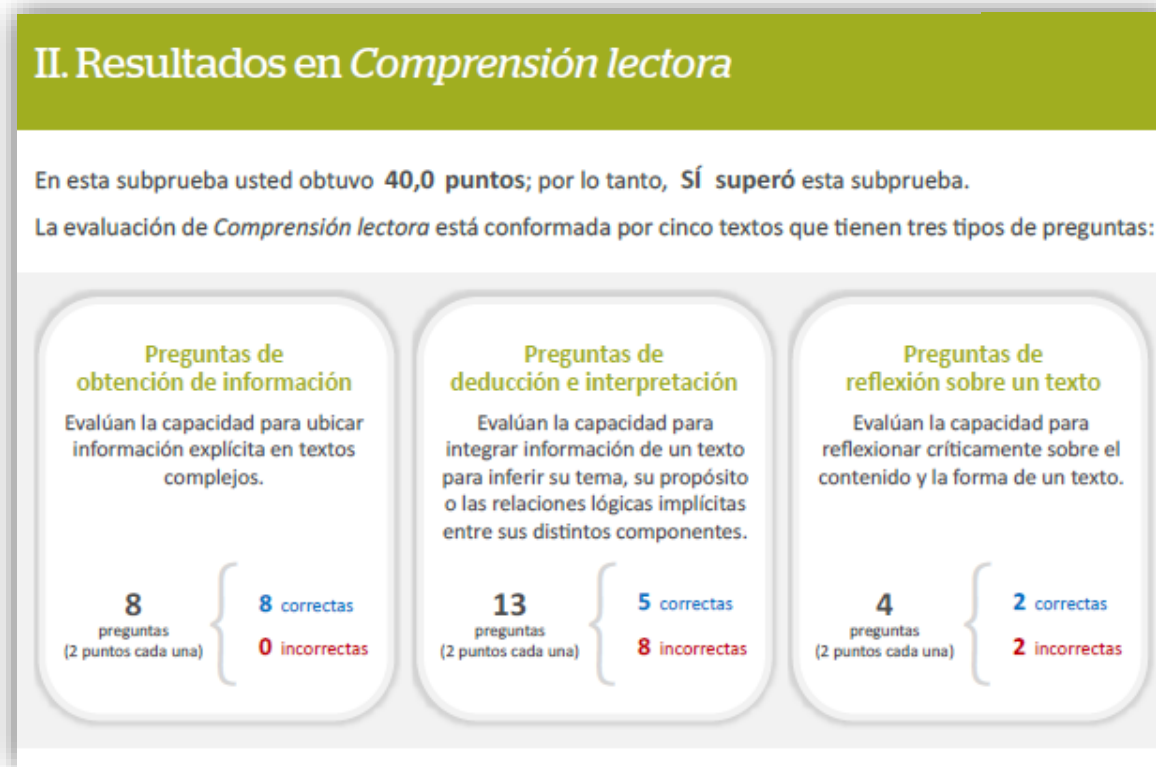 II. Resultados en Comprensión lectora
En esta subprueba usted obtuvo 40,0 puntos; por lo tanto, SÍ superó esta subprueba.
La evaluación de Comprensión lectora está conformada por cinco textos que tienen tres tipos de preguntas:
Preguntas de
obtención de información
Evalúan la capacidad para ubicar
información explícita en textos
complejos.
8
preguntas
(2 puntos cada una)
8 correctas
0 incorrectas
Preguntas de
deducción e interpretación
Evalúan la capacidad para
integrar información de un texto
para inferir su tema, su propósito
o las relaciones lógicas implícitas
entre sus distintos componentes.
13
preguntas
(2 puntos cada una)
5 correctas
8 incorrectas
Preguntas de
reflexión sobre un texto
Evalúan la capacidad para
reflexionar críticamente sobre el
contenido y la forma de un texto.
4
preguntas
(2 puntos cada una)
2 correctas
2 incorrectas